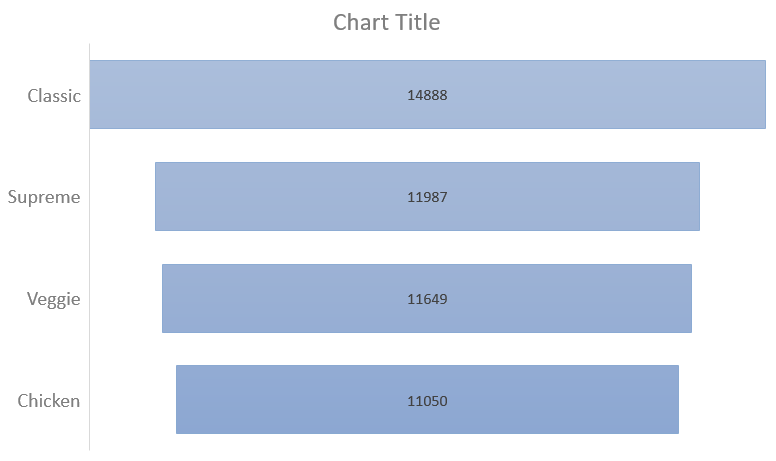 Chart Title
Classic 14888
Supreme 11987
Veggie 11649
Chicken 11050